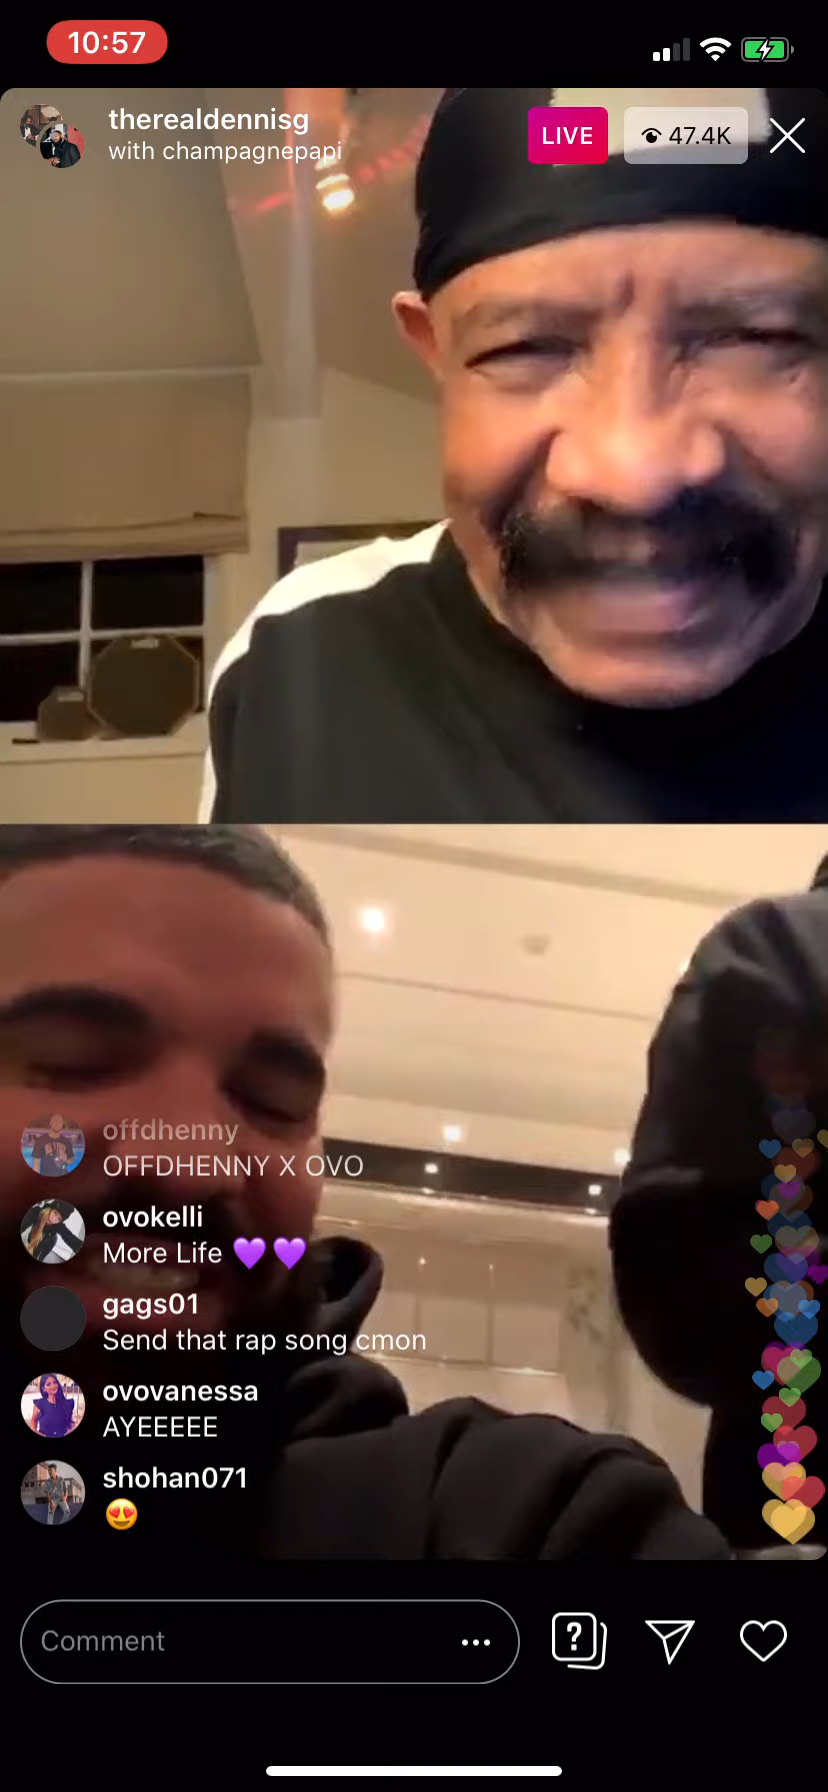 10:57
therealdennisg
with champagnepapi
LIVE
47.4K
offdhenny
OFFDHENNY X OVO
ovokelli
More Life 💜💜
gags01
Send that rap song cmon
ovovanessa
AYEEEEE
shohan071
😍
Comment
?